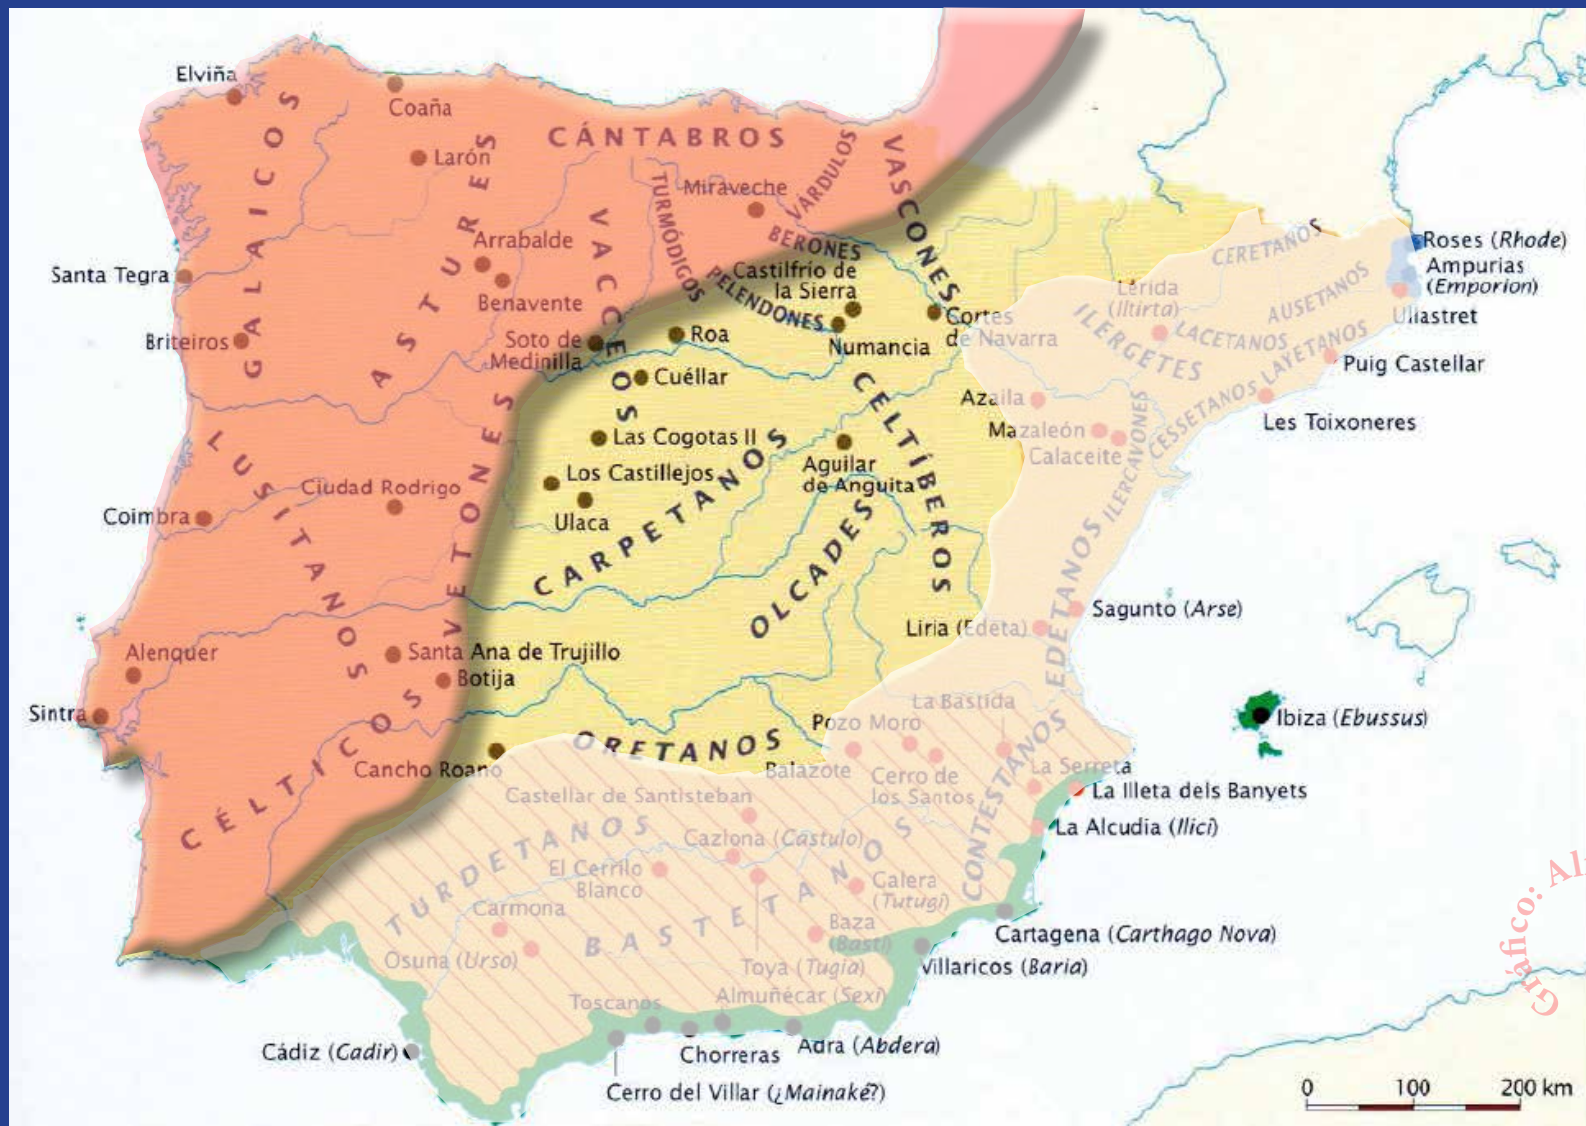 Elviña
Coaña
Larón
GALAICOS
ASTURES
CÁNTABROS
TURMÓDIGOS
Miraveche
VÁRDULOS
VASCONES
BERONES
VACCEOS
Arrabalde
Benavente
Santa Tegra
Briteiros
PELENDONES
Castilfrío de
la Sierra
CERETANOS
Roses (Rhode)
Ampurias
(Emporion)
Ullastret
Lérida
(Iltirta)
AUSETANOS
ILERGETES
LACETANOS
LAYETANOS
Soto de
Medinilla
Roa
Numancia
Cortes
de Navarra
Puig Castellar
Cuéllar
Azaila
Mazaleón
Calaceite
ILERCAVONES
CESSETANOS
Les Toixoneres
Las Cogotas II
CELTÍBEROS
LUSITANOS
VETONES
Los Castillejos
Ulaca
Aguilar
de Anguita
CARPETANOS
OLCADES
Ciudad Rodrigo
Coimbra
EDETANOS
Liria (Edeta)
Sagunto (Arse)
Alenquer
Santa Ana de Trujillo
Botija
Sintra
La Bastida
Ibiza (Ebussus)
CÉLTICOS
Cancho Roano
ORETANOS
Pozo Moro
Balazote
Cerro de
los Santos
CONTESTANOS
La Serreta
La Illeta dels Banyets
La Alcudia (Ilici)
Castellar de Santisteban
TURDETANOS
Cazlona (Castulo)
El Cerrilo
Blanco
BASTETANOS
Galera
(Tutugi)
Carmona
Osuna (Urso)
Baza
(Basti)
Toya (Tugia)
Cartagena (Carthago Nova)
Villaricos (Baria)
Toscanos
Almuñécar (Sexi)
Cádiz (Cadir)
Chorreras
Adra (Abdera)
Cerro del Villar (¿Mainaké?)
Gráfico:
0 100 200 km